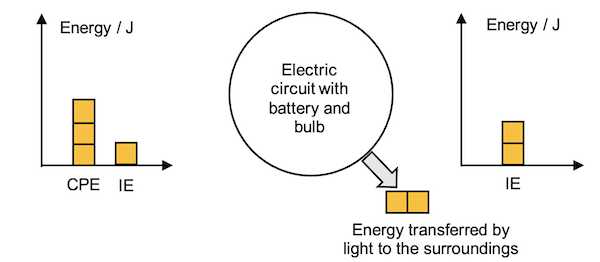 Energy / J
CPE IE
Electric
circuit with
battery and
bulb
Energy transferred by
light to the surroundings
Energy / J
IE